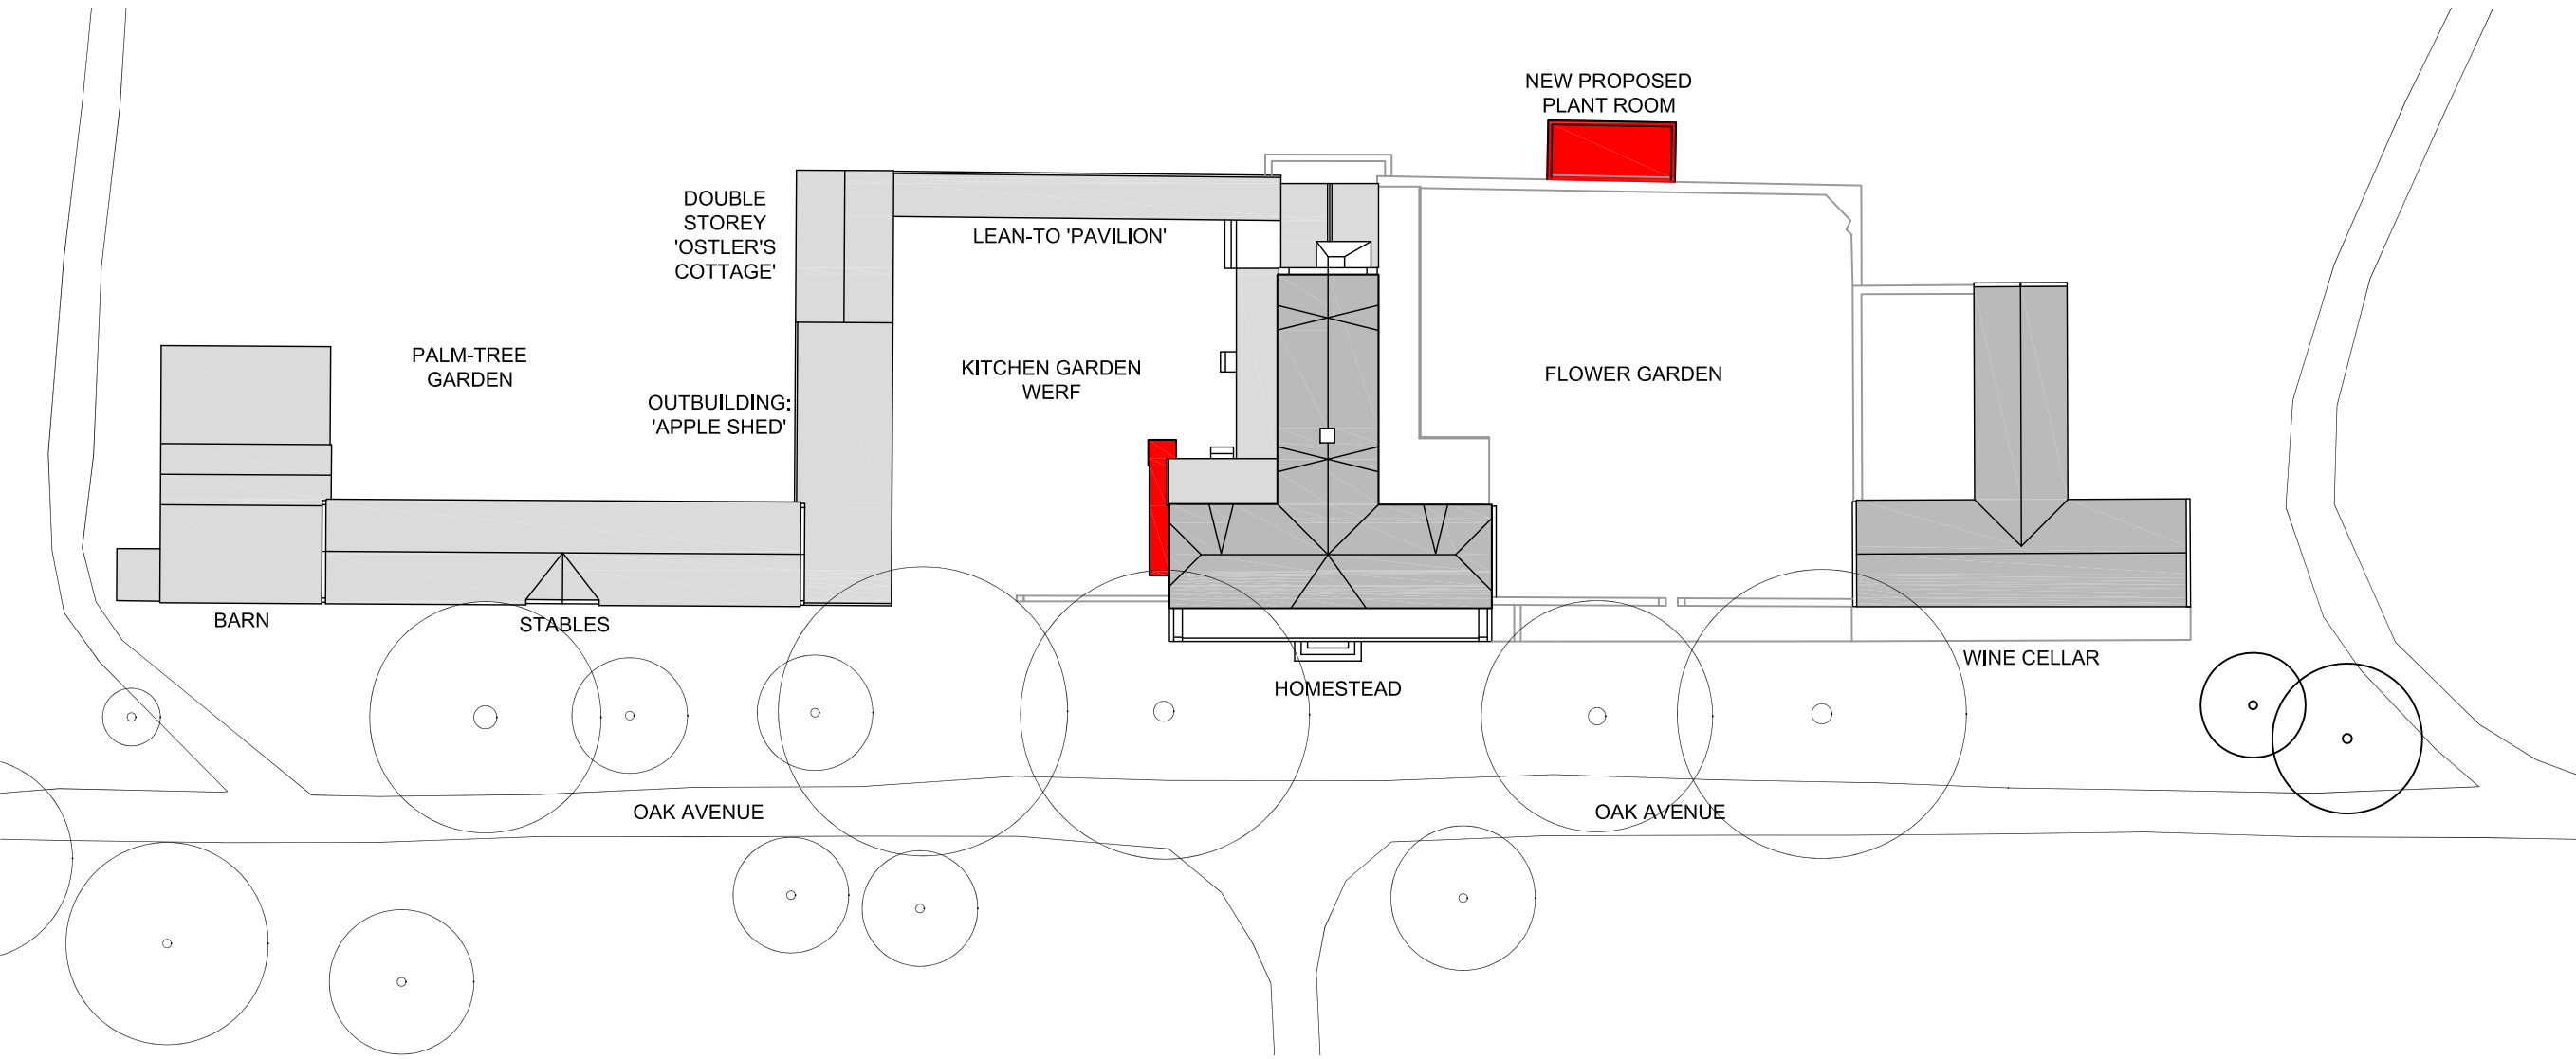 NEW PROPOSED
PLANT ROOM
DOUBLE
STOREY
'OSTLER'S
COTTAGE'
LEAN-TO 'PAVILION'
PALM-TREE
GARDEN
KITCHEN GARDEN
WERF
FLOWER GARDEN
OUTBUILDING:
'APPLE SHED'
BARN
STABLES
WINE CELLAR
HOMESTEAD
OAK AVENUE
OAK AVENUE